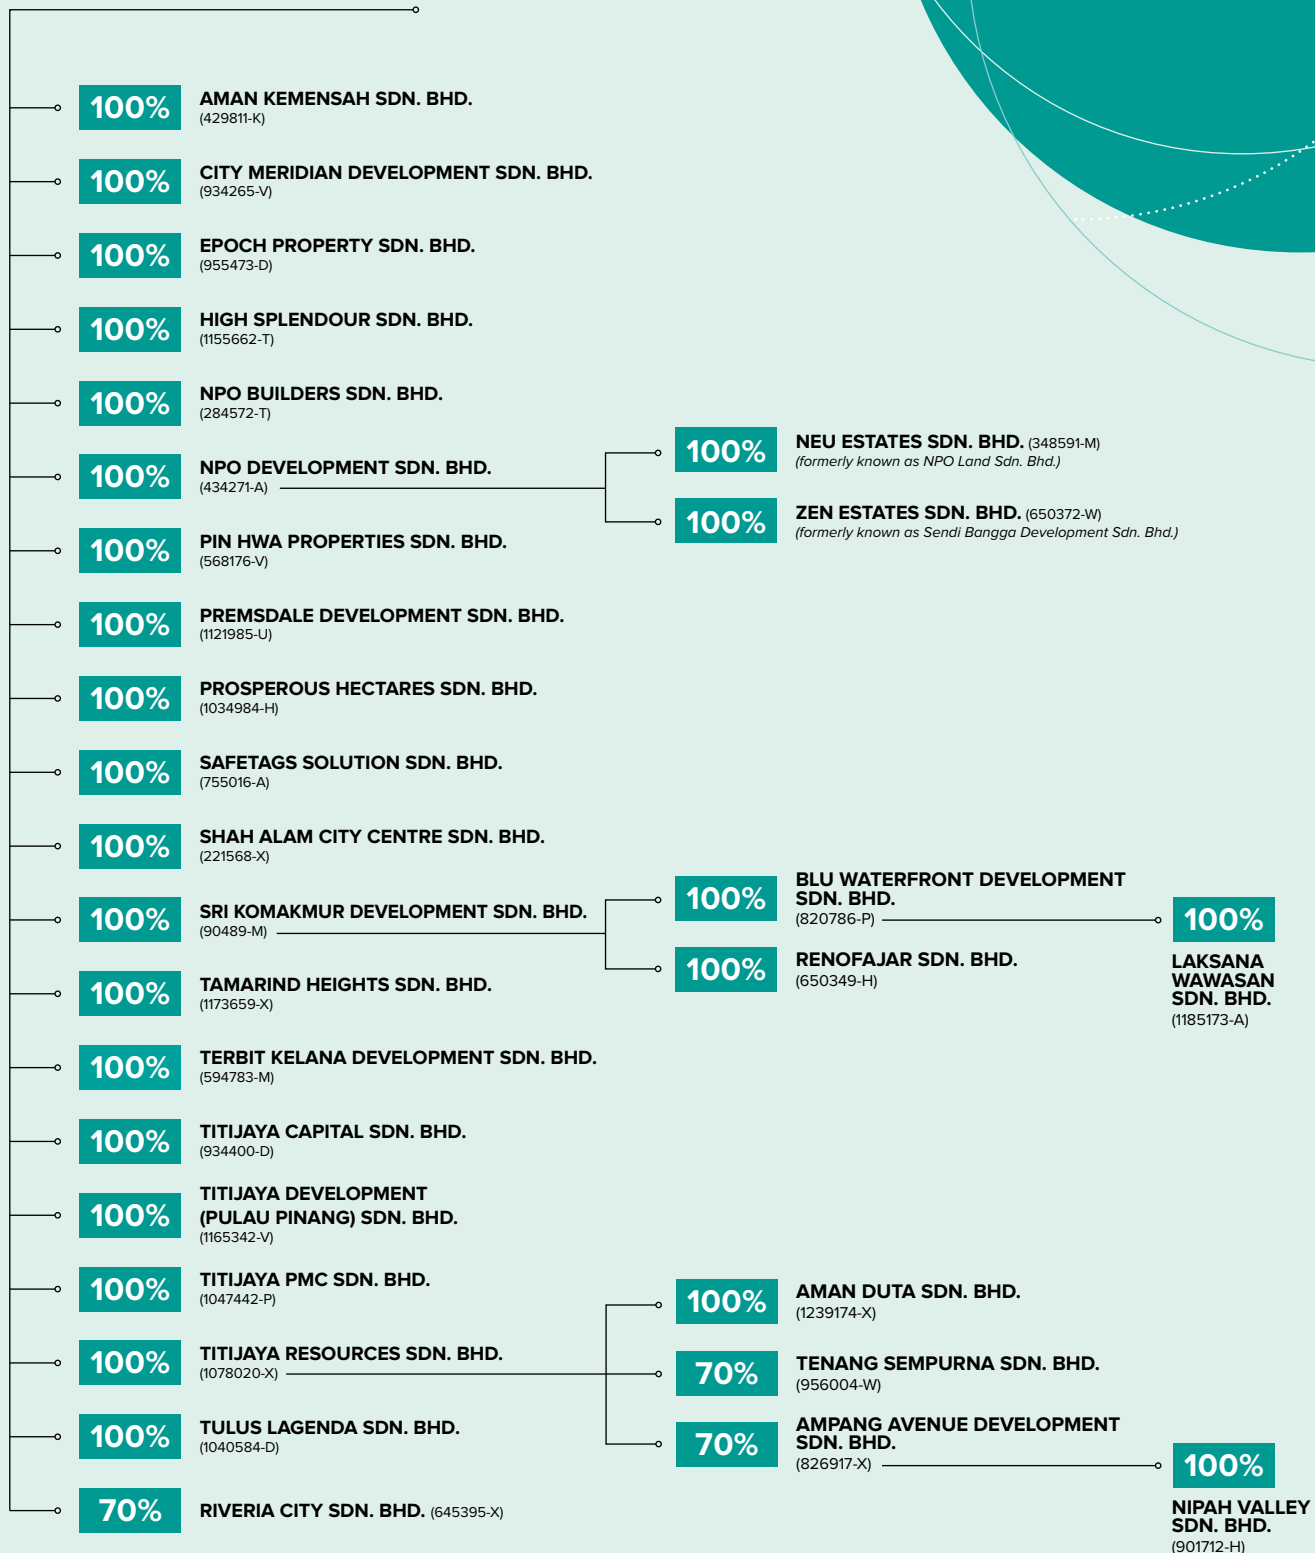 100%
AMAN KEMENSAH SDN. BHD.
(429811-K)
100%
CITY MERIDIAN DEVELOPMENT SDN. BHD.
(934265-V)
100%
EPOCH PROPERTY SDN. BHD.
(955473-D)
100%
HIGH SPLENDOUR SDN. BHD.
(1155662-T)
100%
NPO BUILDERS SDN. BHD.
(284572-T)
100%
NPO DEVELOPMENT SDN. BHD.
(434271-A)
100%
NEU ESTATES SDN. BHD. (348591-M)
(formerly known as NPO Land Sdn. Bhd.)
100%
ZEN ESTATES SDN. BHD. (650372-W)
(formerly known as Sendi Bangga Development Sdn. Bhd.)
100%
PIN HWA PROPERTIES SDN. BHD.
(568176-V)
100%
PREMSDALE DEVELOPMENT SDN. BHD.
(1121985-U)
100%
PROSPEROUS HECTARES SDN. BHD.
(1034984-H)
100%
SAFETAGS SOLUTION SDN. BHD.
(755016-A)
100%
SHAH ALAM CITY CENTRE SDN. BHD.
(221568-X)
100%
SRI KOMAKMUR DEVELOPMENT SDN. BHD.
(90489-M)
100%
BLU WATERFRONT DEVELOPMENT
SDN. BHD.
(820786-P)
100%
LAKSANA
WAWASAN
SDN. BHD.
(1185173-A)
100%
RENOFAJAR SDN. BHD.
(650349-H)
100%
TAMARIND HEIGHTS SDN. BHD.
(1173659-X)
100%
TERBIT KELANA DEVELOPMENT SDN. BHD.
(594783-M)
100%
TITIJAYA CAPITAL SDN. BHD.
(934400-D)
100%
TITIJAYA DEVELOPMENT
(PULAU PINANG) SDN. BHD.
(1165342-V)
100%
TITIJAYA PMC SDN. BHD.
(1047442-P)
100%
TITIJAYA RESOURCES SDN. BHD.
(1078020-X)
100%
AMAN DUTA SDN. BHD.
(1239174-X)
70%
TENANG SEMPURNA SDN. BHD.
(956004-W)
70%
AMPANG AVENUE DEVELOPMENT
SDN. BHD.
(826917-X)
100%
NIPAH VALLEY
SDN. BHD.
(901712-H)
100%
TULUS LAGENDA SDN. BHD.
(1040584-D)
70%
RIVERIA CITY SDN. BHD. (645395-X)